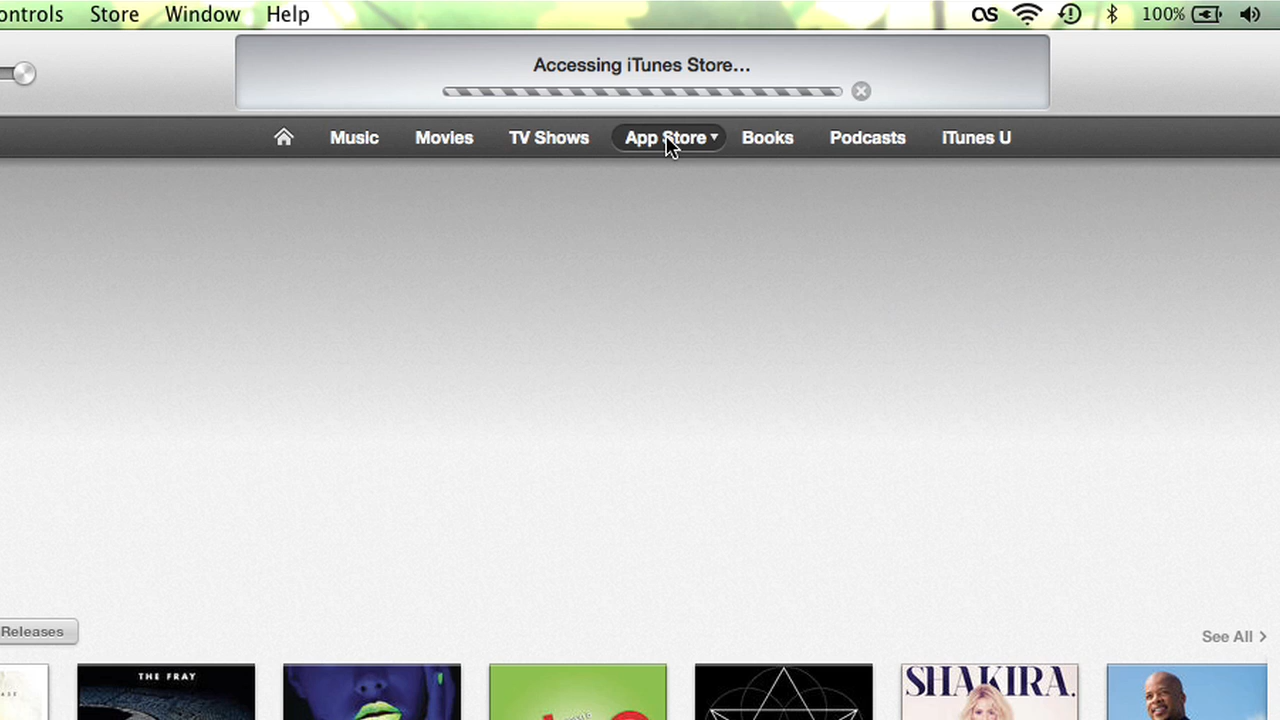 ontrols Store Window Help 100%
Accessing iTunes Store...
Music Movies TV Shows App Store Books Podcasts iTunes U
Releases See All >
THE FRAY
SHAKIRA.